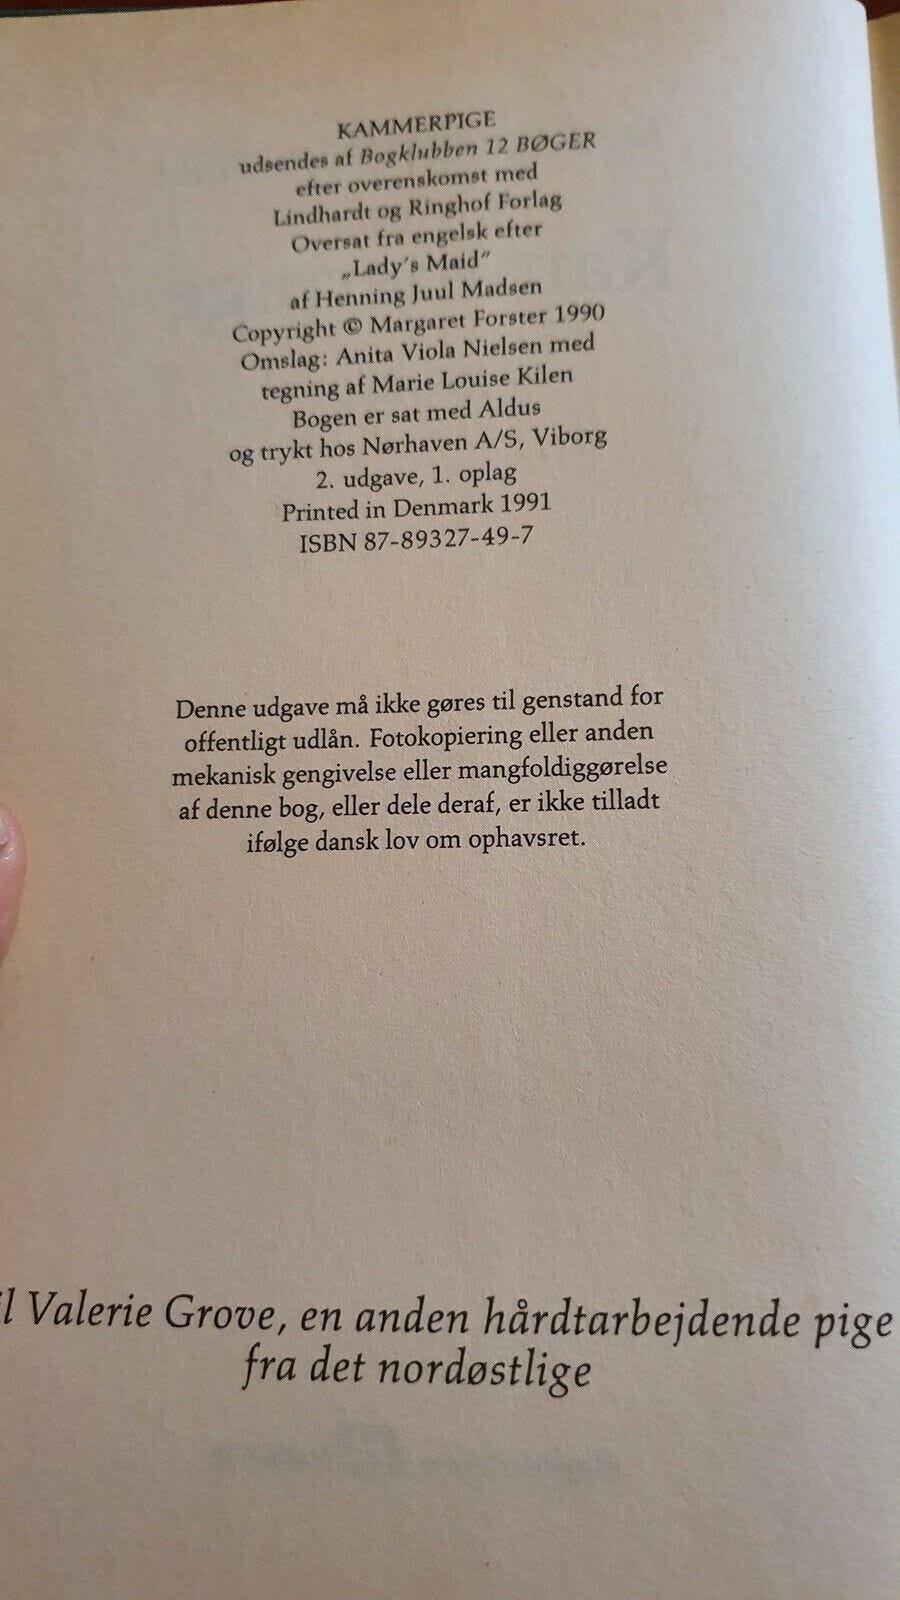 KAMMERPIGE
udsendes af Bogklubben 12 BØGER
efter overenskomst med
Lindhardt og Ringhof Forlag
Oversat fra engelsk efter
„Lady's Maid"
af Henning Juul Madsen
Copyright © Margaret Forster 1990
Omslag: Anita Viola Nielsen med
tegning af Marie Louise Kilen
Bogen er sat med Aldus
og trykt hos Nørhaven A/S, Viborg
2. udgave, 1. oplag
Printed in Denmark 1991
ISBN 87-89327-49-7
Denne udgave må ikke gøres til genstand for
offentligt udlån. Fotokopiering eller anden
mekanisk gengivelse eller mangfoldiggørelse
af denne bog, eller dele deraf, er ikke tilladt
ifølge dansk lov om ophavsret.
il Valerie Grove, en anden hårdtarbejdende pige
fra det nordøstlige